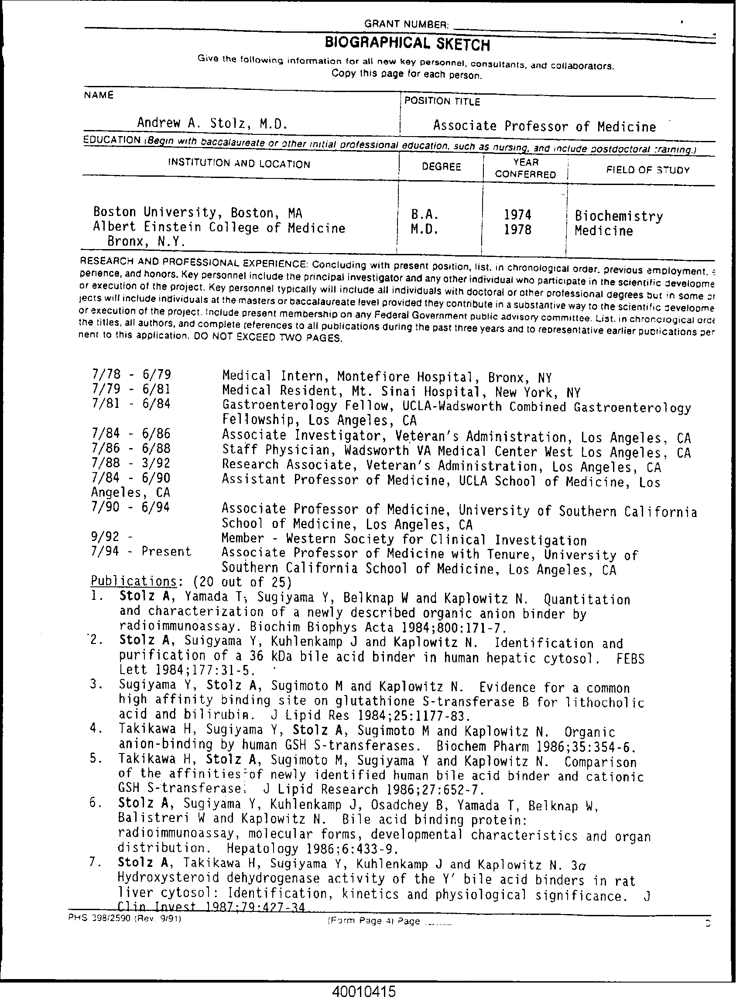 GRANT NUMBER:
BIOGRAPHICAL SKETCH
Give the following information for all new key personnel, consultants, and collaborators.
Copy this page for each person.
NAME
POSITION TITLE
Andrew A. Stolz, M.D.
Associate Professor of Medicine
EDUCATION (Begin with baccalaureate or other initial professional education, such as nursing, and include postdoctoral training.)
INSTITUTION AND LOCATION DEGREE YEAR CONFERRED FIELD OF STUDY
Boston University, Boston, MA B.A. 1974 Biochemistry
Albert Einstein College of Medicine M.D. 1978 Medicine
Bronx, N.Y.
RESEARCH AND PROFESSIONAL EXPERIENCE: Concluding with present position, list, in chronological order, previous employment,
perience, and honors. Key personnel include the principal investigator and any other individual who participate in the scientific developme
or execution of the project. Key personnel typically will include all individuals with doctoral or other professional degrees but in some
jects will include individuals at the masters or baccalaureate level provided they contribute in a substantive way to the scientific developme
or execution of the project. Include present membership on any Federal Government public advisory committee. List, in chronological orde
the titles, all authors, and complete references to all publications during the past three years and to representative earlier publications per
nent to this application. DO NOT EXCEED TWO PAGES.
7/78 - 6/79 Medical Intern, Montefiore Hospital, Bronx, NY
7/79 - 6/81 Medical Resident, Mt. Sinai Hospital, New York, NY
7/81 - 6/84 Gastroenterology Fellow, UCLA-Wadsworth Combined Gastroenterology
Fellowship, Los Angeles, CA
7/84 - 6/86 Associate Investigator, Veteran's Administration, Los Angeles, CA
7/86 - 6/88 Staff Physician, Wadsworth VA Medical Center West Los Angeles, CA
7/88 - 3/92 Research Associate, Veteran's Administration, Los Angeles, CA
7/84 - 6/90 Assistant Professor of Medicine, UCLA School of Medicine, Los
Angeles, CA
7/90 - 6/94 Associate Professor of Medicine, University of Southern California
School of Medicine, Los Angeles, CA
9/92 - Member - Western Society for Clinical Investigation
7/94 - Present Associate Professor of Medicine with Tenure, University of
Southern California School of Medicine, Los Angeles, CA
Publications: (20 out of 25)
1. Stolz A, Yamada T, Sugiyama Y, Belknap W and Kaplowitz N. Quantitation
and characterization of a newly described organic anion binder by
radioimmunoassay. Biochim Biophys Acta 1984;800:171-7.
2. Stolz A, Suigyama Y, Kuhlenkamp J and Kaplowitz N. Identification and
purification of a 36 kDa bile acid binder in human hepatic cytosol. FEBS
Lett 1984;177:31-5.
3. Sugiyama Y, Stolz A, Sugimoto M and Kaplowitz N. Evidence for a common
high affinity binding site on glutathione S-transferase B for lithocholic
acid and bilirubin. J Lipid Res 1984;25:1177-83.
4. Takikawa H, Sugiyama Y, Stolz A, Sugimoto M and Kaplowitz N. Organic
anion-binding by human GSH S-transferases. Biochem Pharm 1986;35:354-6.
5. Takikawa H, Stolz A, Sugimoto M, Sugiyama Y and Kaplowitz N. Comparison
of the affinities of newly identified human bile acid binder and cationic
GSH S-transferase. J Lipid Research 1986;27:652-7.
6. Stolz A, Sugiyama Y, Kuhlenkamp J, Osadchey B, Yamada T, Belknap W,
Balistreri W and Kaplowitz N. Bile acid binding protein:
radioimmunoassay, molecular forms, developmental characteristics and organ
distribution. Hepatology 1986;6:433-9.
7. Stolz A, Takikawa H, Sugiyama Y, Kuhlenkamp J and Kaplowitz N. 3α
Hydroxysteroid dehydrogenase activity of the Y' bile acid binders in rat
liver cytosol: Identification, kinetics and physiological significance. J
Clin Invest 1987;79:427-34
PHS 398/2590 (Rev. 9/91) (Form Page 4) Page
40010415